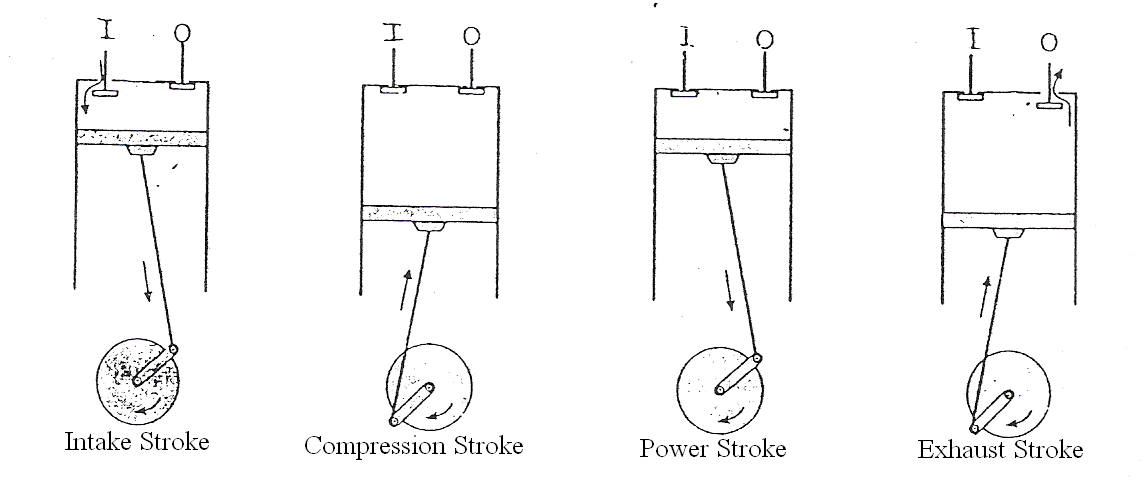 I O
I O
I O
I O
Intake Stroke
Compression Stroke
Power Stroke
Exhaust Stroke